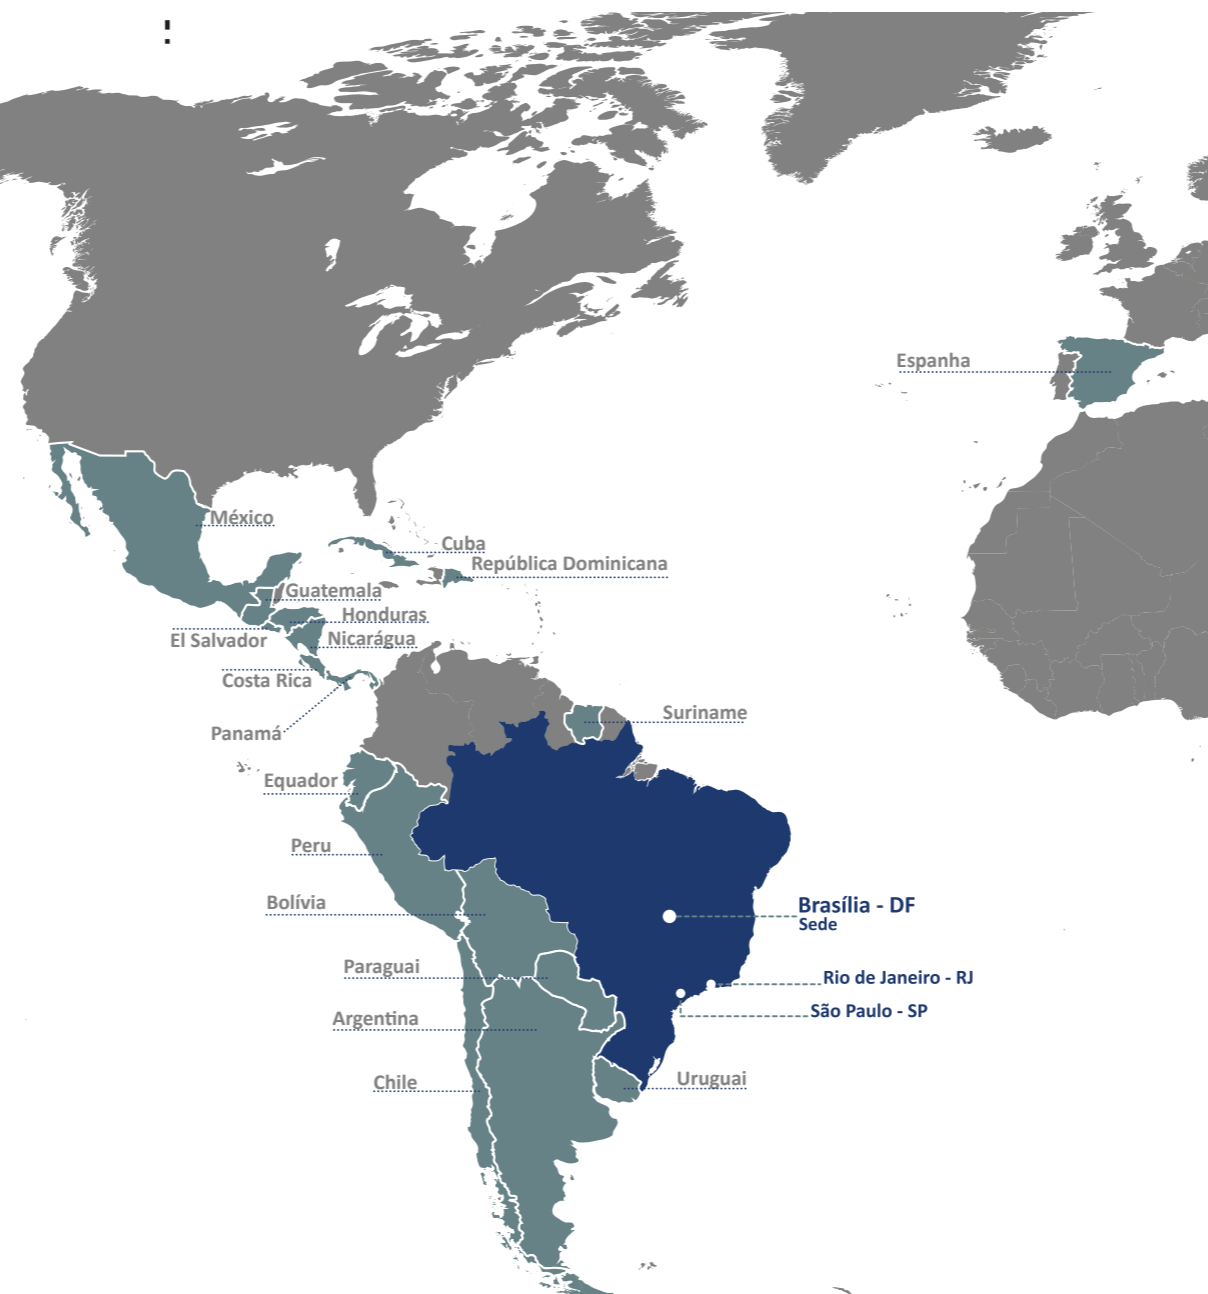 :
Espanha
México
Cuba
República Dominicana
Guatemala
Honduras
El Salvador
Nicarágua
Costa Rica
Suriname
Panamá
Equador
Peru
Bolívia
Brasília - DF
Sede
Paraguai
Rio de Janeiro - RJ
São Paulo - SP
Argentina
Chile
Uruguai